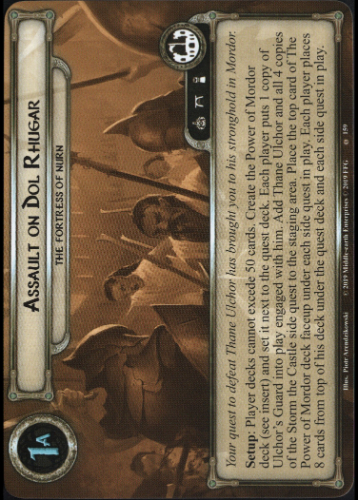 1A
ASSAULT ON DOL RHUGAR
THE FORTRESS OF NURN
Your quest to defeat Thane Ulchor has brought you to his stronghold in Mordor.
Setup: Player decks cannot excede 50 cards. Create the Power of Mordor
deck (see insert) and set it next to the quest deck. Each player puts 1 copy of
Ulchor's Guard into play engaged with him. Add Thane Ulchor and all 4 copies
of the Storm the Castle side quest to the staging area. Place the top card of The
Power of Mordor deck faceup under each side quest in play. Each player places
8 cards from top of his deck under the quest deck and each side quest in play.
Illus. Piotr Arendzikowski © 2019 Middle-earth Enterprises © 2019 FFG 159